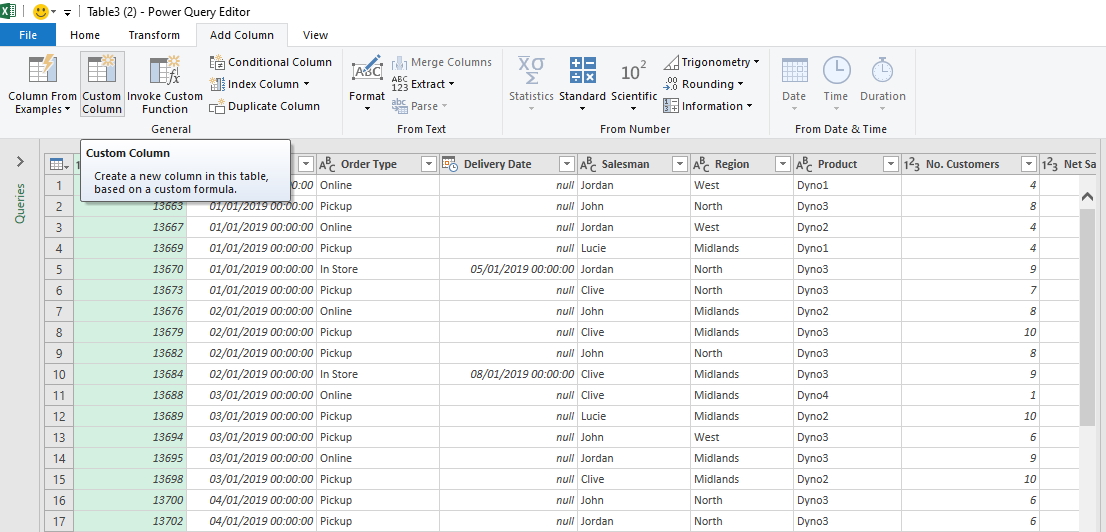 Table3 (2) - Power Query Editor
File Home Transform Add Column View
Column From Examples
Custom Column
Invoke Custom Function
Conditional Column
Index Column
Duplicate Column
General
ABC
Format
Merge Columns
ABC 123 Extract
abc Parse
From Text
XΣ Statistics
Standard
10² Scientific
Trigonometry
.00 Rounding
Information
From Number
Date
Time
Duration
From Date & Time
Custom Column
Create a new column in this table,
based on a custom formula.
Queries
ABC Order Type Delivery Date ABC Salesman ABC Region ABC Product 123 No. Customers 123 Net Sa
1 00:00 Online null Jordan West Dyno1 4
2 13663 01/01/2019 00:00:00 Pickup null John North Dyno3 8
3 13667 01/01/2019 00:00:00 Online null Jordan West Dyno2 4
4 13669 01/01/2019 00:00:00 Pickup null Lucie Midlands Dyno1 4
5 13670 01/01/2019 00:00:00 In Store 05/01/2019 00:00:00 Jordan North Dyno3 9
6 13673 01/01/2019 00:00:00 Pickup null Clive North Dyno3 7
7 13676 02/01/2019 00:00:00 Online null John Midlands Dyno2 8
8 13679 02/01/2019 00:00:00 Pickup null Clive Midlands Dyno3 10
9 13682 02/01/2019 00:00:00 Pickup null John North Dyno3 8
10 13684 02/01/2019 00:00:00 In Store 08/01/2019 00:00:00 Clive Midlands Dyno3 9
11 13688 03/01/2019 00:00:00 Online null Clive Midlands Dyno4 1
12 13689 03/01/2019 00:00:00 Pickup null Lucie Midlands Dyno2 10
13 13694 03/01/2019 00:00:00 Pickup null John West Dyno3 6
14 13695 03/01/2019 00:00:00 Online null Jordan Midlands Dyno3 9
15 13698 03/01/2019 00:00:00 Pickup null Clive Midlands Dyno2 10
16 13700 04/01/2019 00:00:00 Pickup null John North Dyno3 6
17 13702 04/01/2019 00:00:00 Pickup null Jordan North Dyno3 6